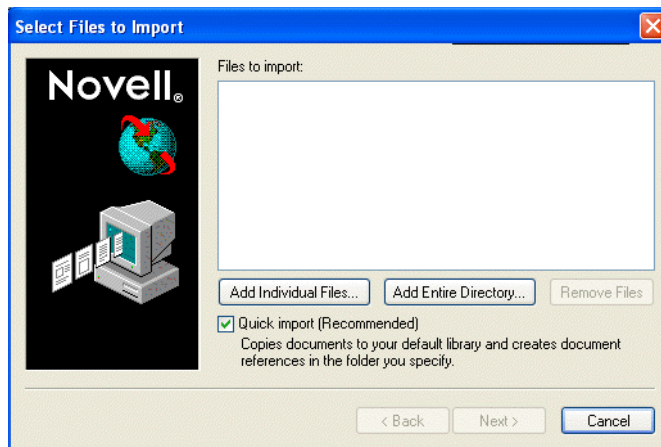 Select Files to Import
Novell®
Files to import:
Add Individual Files...
Add Entire Directory...
Remove Files
Quick import (Recommended)
Copies documents to your default library and creates document
references in the folder you specify.
< Back
Next >
Cancel